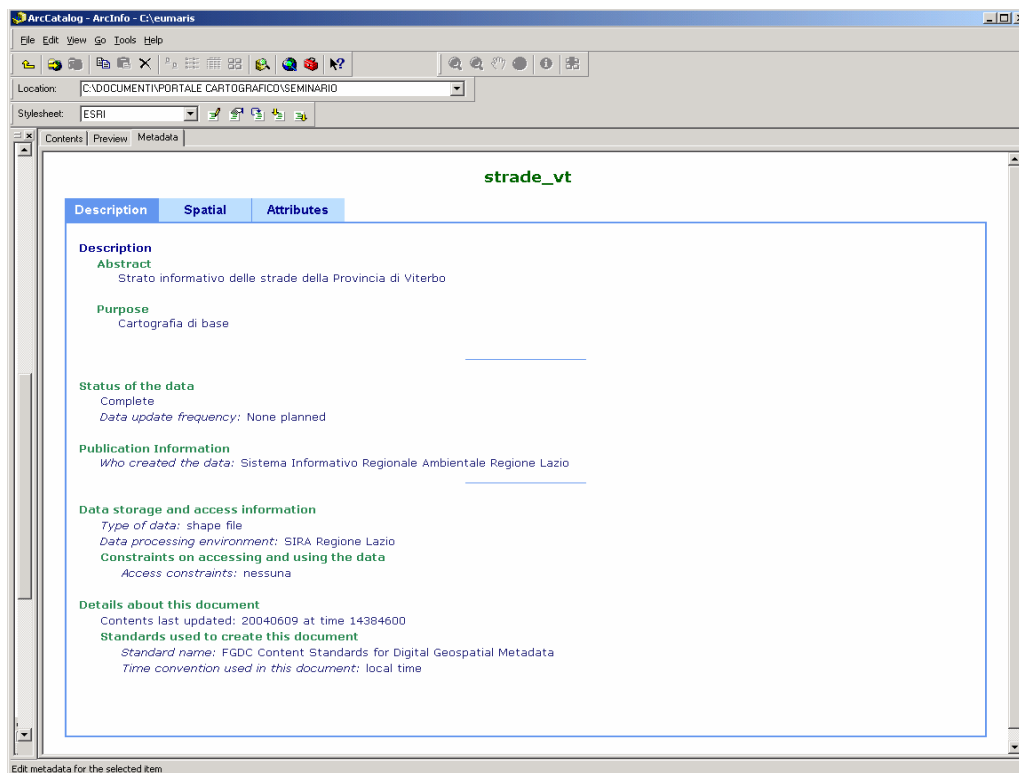 ArcCatalog - ArcInfo - C:\eumaris
File Edit View Go Tools Help
Location: C:\DOCUMENTI\PORTALE CARTOGRAFICO\SEMINARIO
Stylesheet: ESRI
Contents Preview Metadata
strade_vt
Description Spatial Attributes
Description
Abstract
Strato informativo delle strade della Provincia di Viterbo
Purpose
Cartografia di base
Status of the data
Complete
Data update frequency: None planned
Publication Information
Who created the data: Sistema Informativo Regionale Ambientale Regione Lazio
Data storage and access information
Type of data: shape file
Data processing environment: SIRA Regione Lazio
Constraints on accessing and using the data
Access constraints: nessuna
Details about this document
Contents last updated: 20040609 at time 14384600
Standards used to create this document
Standard name: FGDC Content Standards for Digital Geospatial Metadata
Time convention used in this document: local time
Edit metadata for the selected item